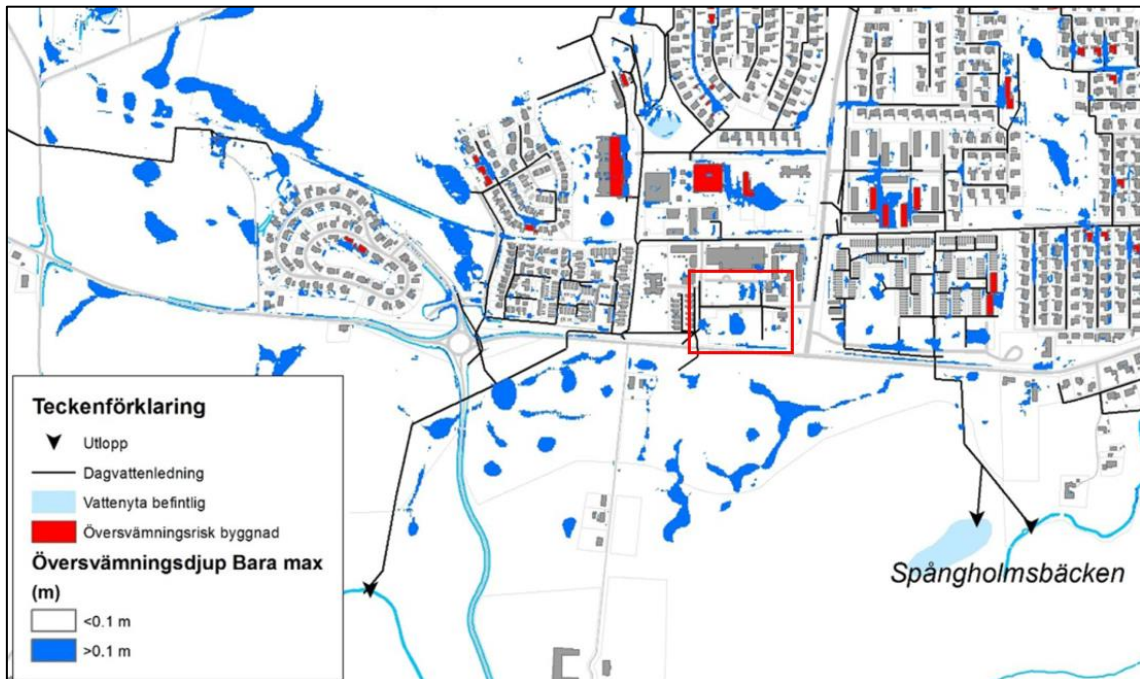 Teckenförklaring
Utlopp
Dagvattenledning
Vattenyta befintlig
Översvämningsrisk byggnad
Översvämningsdjup Bara max
(m)
<0.1 m
>0.1 m
Spångholmsbäcken